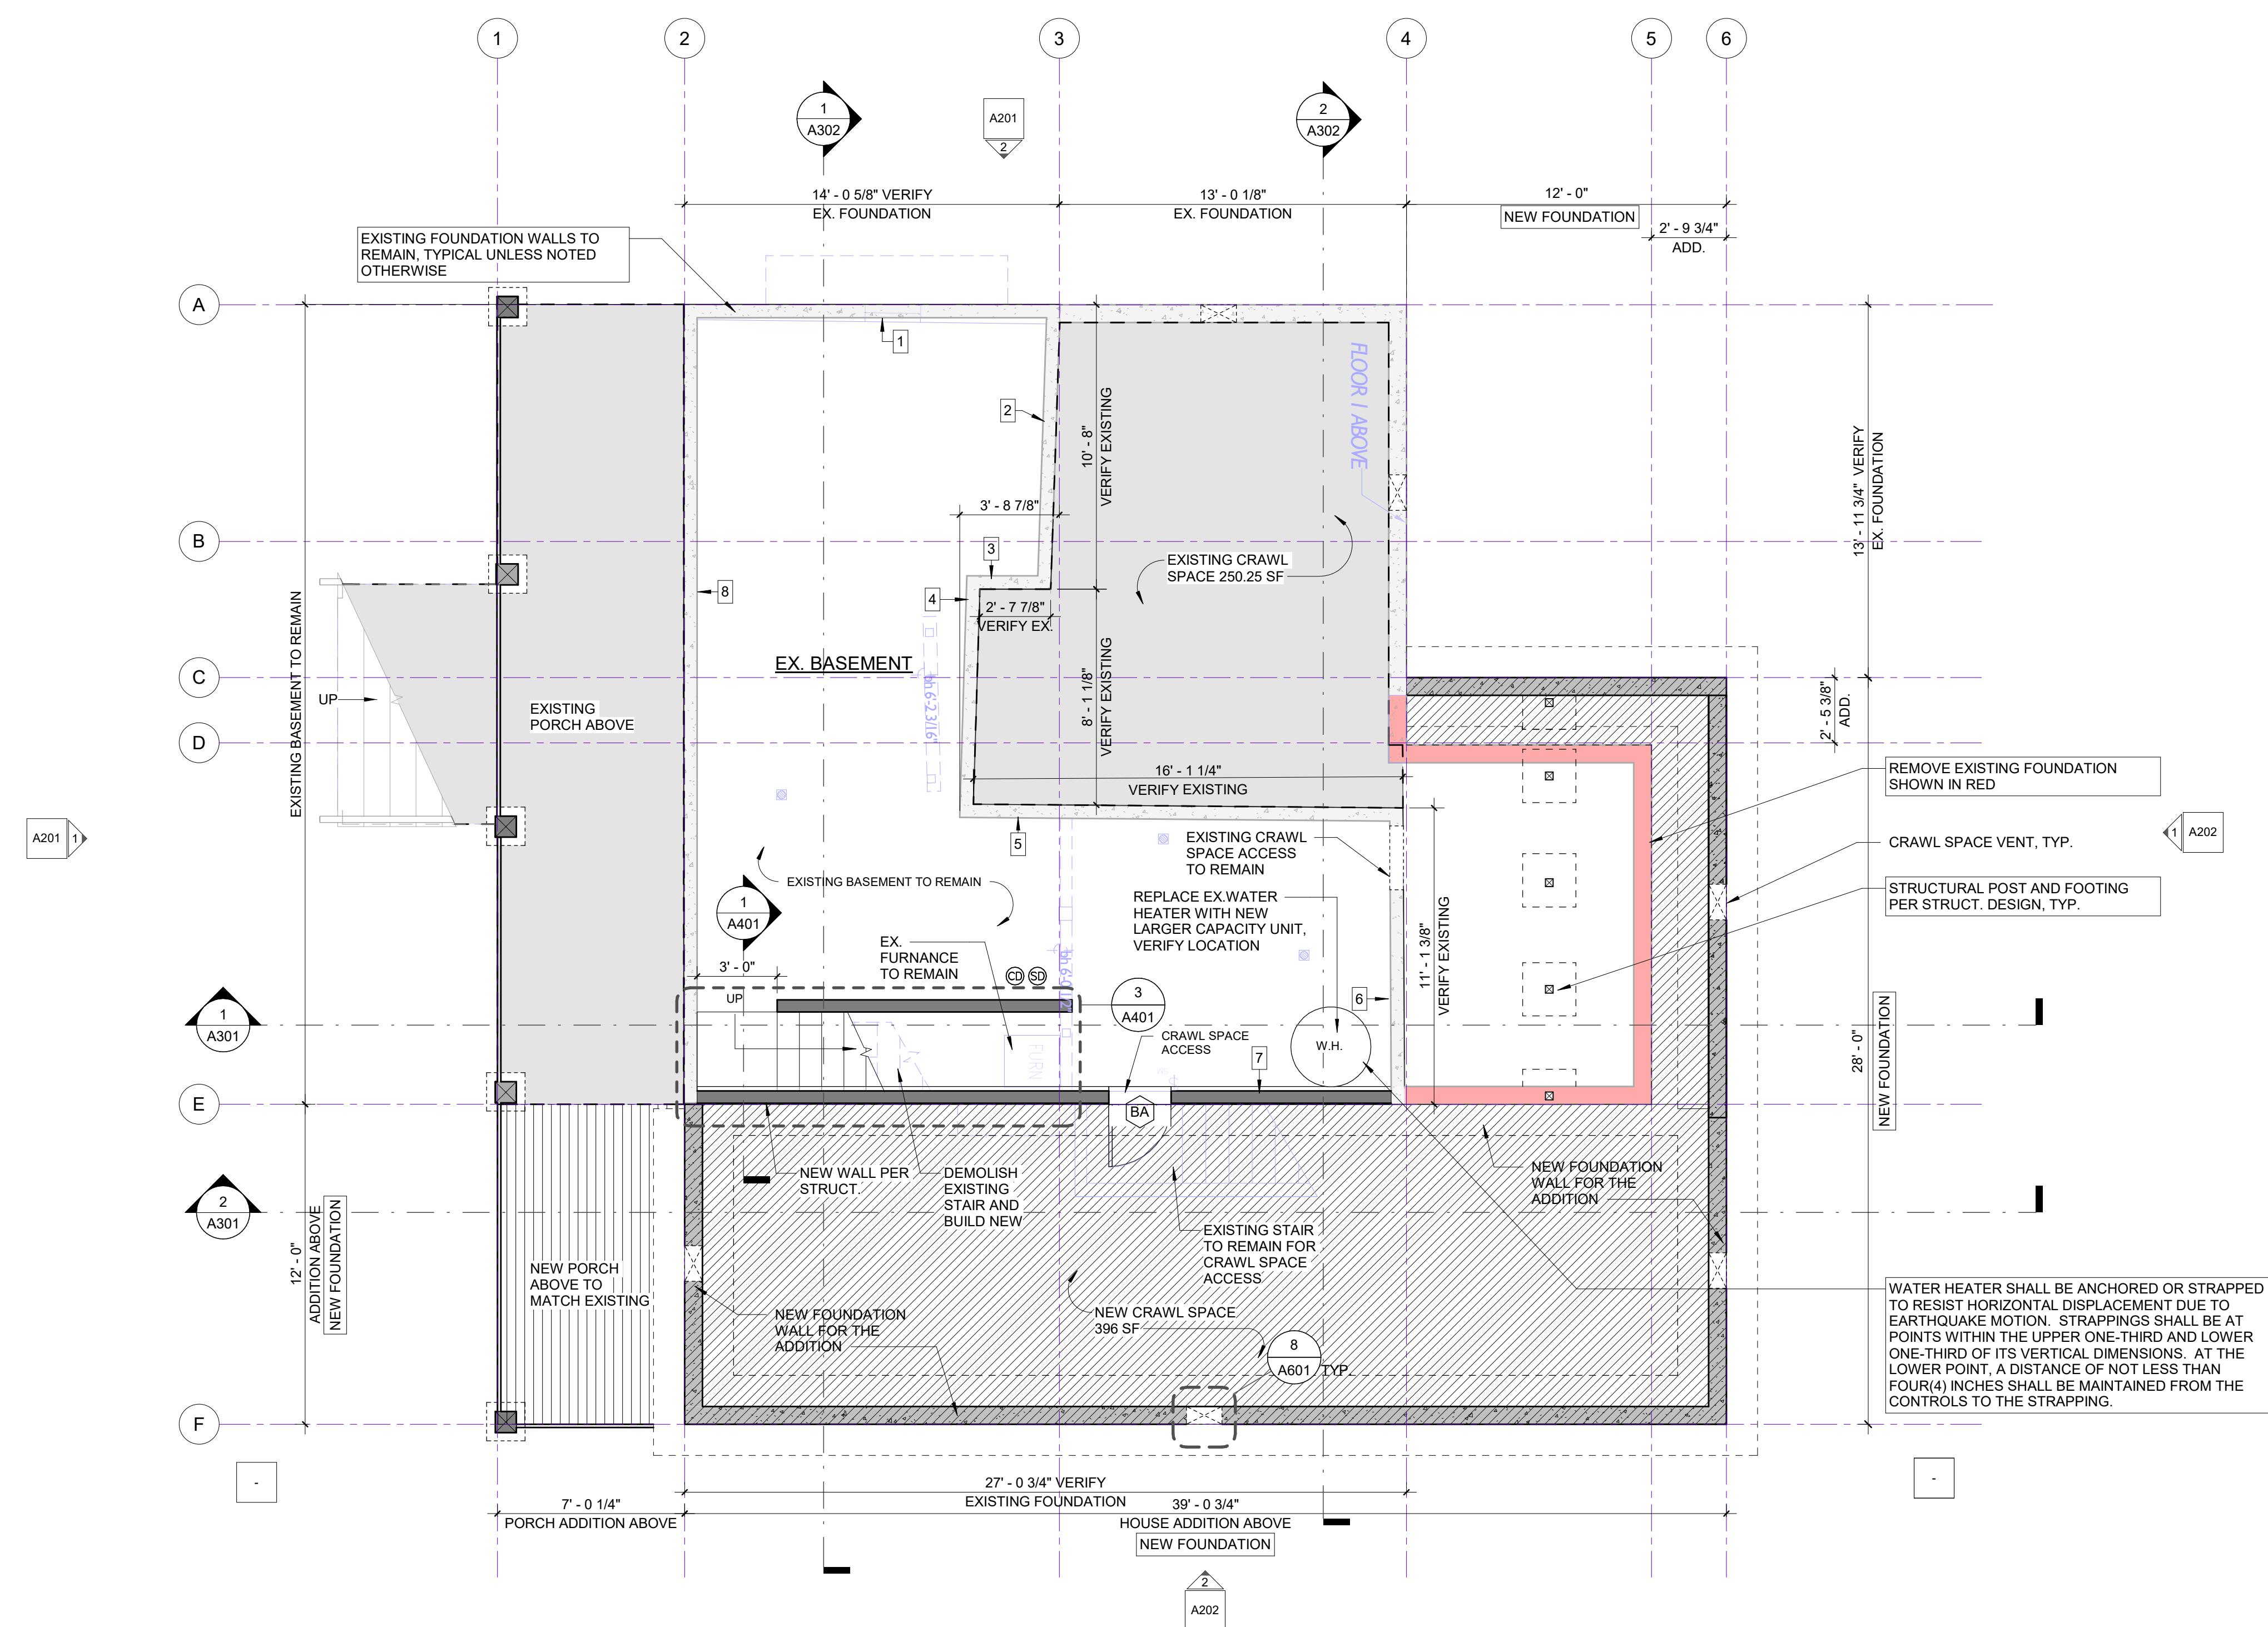 1
2
3
4
5
6
1
A302
A201
2
2
A302
14' - 0 5/8" VERIFY
EX. FOUNDATION
13' - 0 1/8"
EX. FOUNDATION
12' - 0"
NEW FOUNDATION
2' - 9 3/4"
ADD.
EXISTING FOUNDATION WALLS TO
REMAIN, TYPICAL UNLESS NOTED
OTHERWISE
A
B
C
D
E
F
1
2
3
4
5
6
7
8
FLOOR 1 ABOVE
10' - 8"
VERIFY EXISTING
3' - 8 7/8"
EXISTING CRAWL
SPACE 250.25 SF
2' - 7 7/8"
VERIFY EX.
8' - 1 1/8"
VERIFY EXISTING
16' - 1 1/4"
VERIFY EXISTING
13' - 11 3/4" VERIFY
EX. FOUNDATION
2' - 5 3/8"
ADD.
EXISTING BASEMENT TO REMAIN
UP
EXISTING
PORCH ABOVE
EX. BASEMENT
bh 6'-2 3/16"
REMOVE EXISTING FOUNDATION
SHOWN IN RED
CRAWL SPACE VENT, TYP.
STRUCTURAL POST AND FOOTING
PER STRUCT. DESIGN, TYP.
A201
1
1
A202
EXISTING CRAWL
SPACE ACCESS
TO REMAIN
EXISTING BASEMENT TO REMAIN
1
A401
REPLACE EX.WATER
HEATER WITH NEW
LARGER CAPACITY UNIT,
VERIFY LOCATION
EX.
FURNANCE
TO REMAIN
CD
SD
3' - 0"
UP
3
A401
CRAWL SPACE
ACCESS
W.H.
FURN
11' - 1 3/8"
VERIFY EXISTING
28' - 0"
NEW FOUNDATION
1
A301
2
A301
BA
NEW WALL PER
STRUCT.
DEMOLISH
EXISTING
STAIR AND
BUILD NEW
EXISTING STAIR
TO REMAIN FOR
CRAWL SPACE
ACCESS
NEW FOUNDATION
WALL FOR THE
ADDITION
12' - 0"
ADDITION ABOVE
NEW FOUNDATION
NEW PORCH
ABOVE TO
MATCH EXISTING
NEW FOUNDATION
WALL FOR THE
ADDITION
NEW CRAWL SPACE
396 SF
8
A601
TYP.
WATER HEATER SHALL BE ANCHORED OR STRAPPED
TO RESIST HORIZONTAL DISPLACEMENT DUE TO
EARTHQUAKE MOTION. STRAPPINGS SHALL BE AT
POINTS WITHIN THE UPPER ONE-THIRD AND LOWER
ONE-THIRD OF ITS VERTICAL DIMENSIONS. AT THE
LOWER POINT, A DISTANCE OF NOT LESS THAN
FOUR(4) INCHES SHALL BE MAINTAINED FROM THE
CONTROLS TO THE STRAPPING.
-
-
27' - 0 3/4" VERIFY
EXISTING FOUNDATION
7' - 0 1/4"
PORCH ADDITION ABOVE
39' - 0 3/4"
HOUSE ADDITION ABOVE
NEW FOUNDATION
2
A202